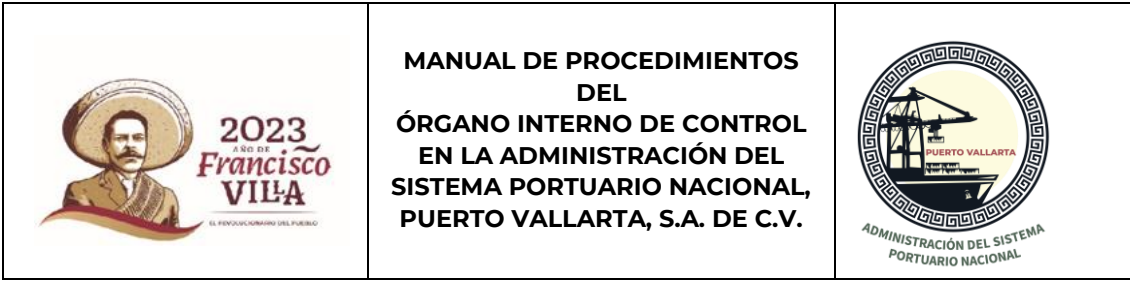 2023
AÑO DE
Francisco
VILLA
EL REVOLUCIONARIO DEL PUEBLO
MANUAL DE PROCEDIMIENTOS
DEL
ÓRGANO INTERNO DE CONTROL
EN LA ADMINISTRACIÓN DEL
SISTEMA PORTUARIO NACIONAL,
PUERTO VALLARTA, S.A. DE C.V.
PUERTO VALLARTA
ADMINISTRACIÓN DEL SISTEMA
PORTUARIO NACIONAL